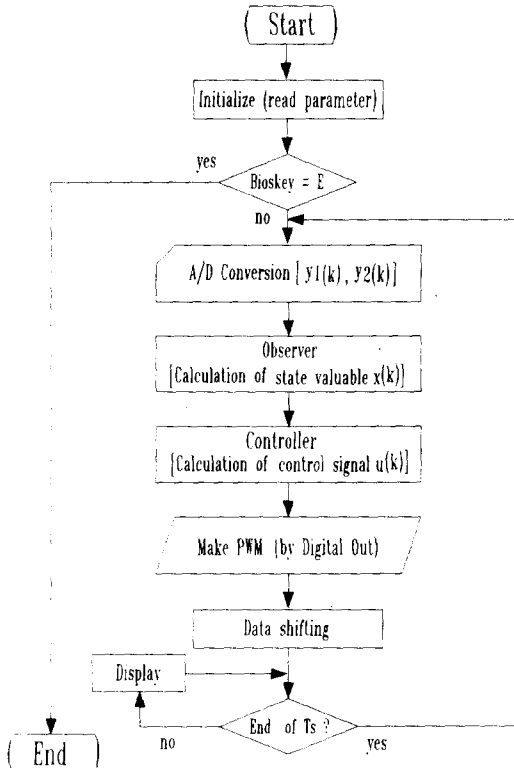 Start
Initialize (read parameter)
yes
Bioskey = E
no
A/D Conversion [ y1(k) , y2(k)]
Observer
[Calculation of state valuable x(k)]
Controller
[Calculation of control signal u(k)]
Make PWM (by Digital Out)
Data shifting
Display
End of Ts ?
no
yes
End